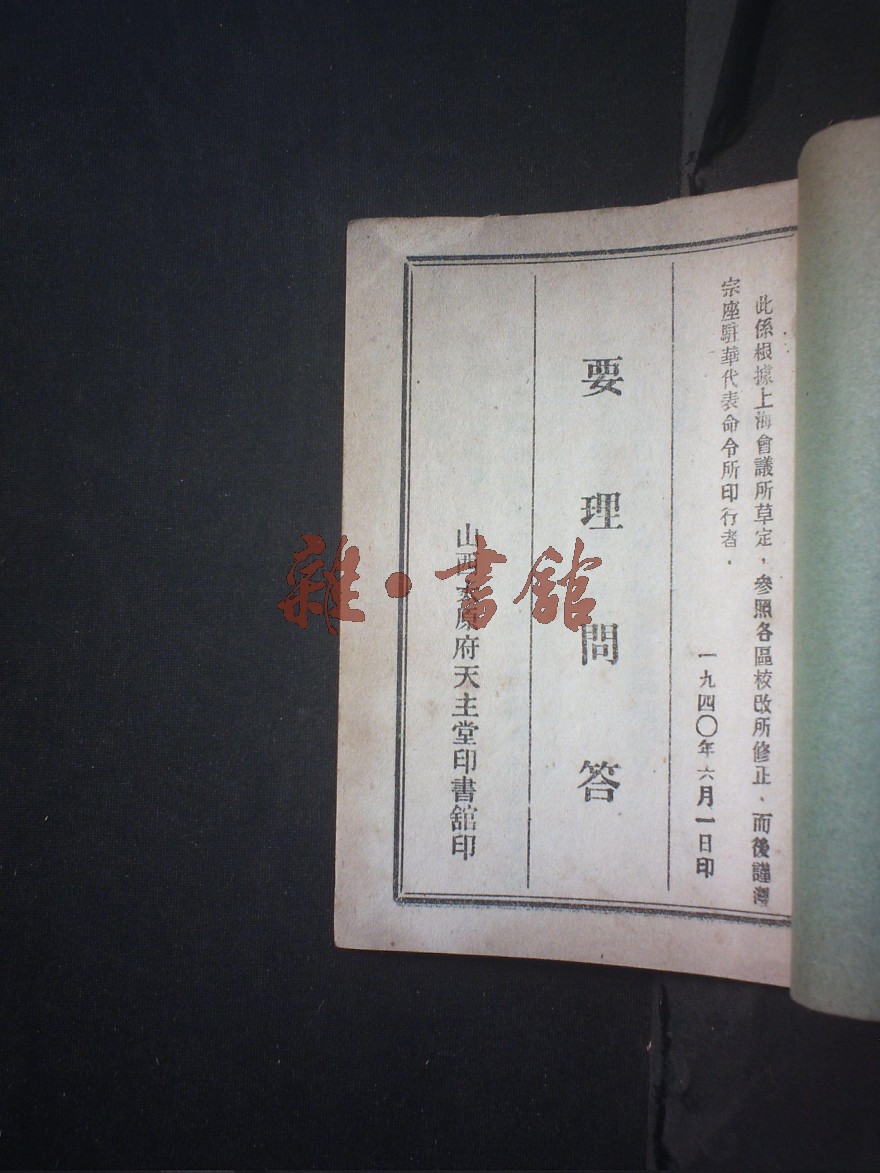 此係根據上海會議所草定，參照各區校改所修正、而後謹遵
宗座駐華代表命令所印行者．
一九四〇年六月一日印
要理問答
山西太原府天主堂印書舘印
雜·書舘